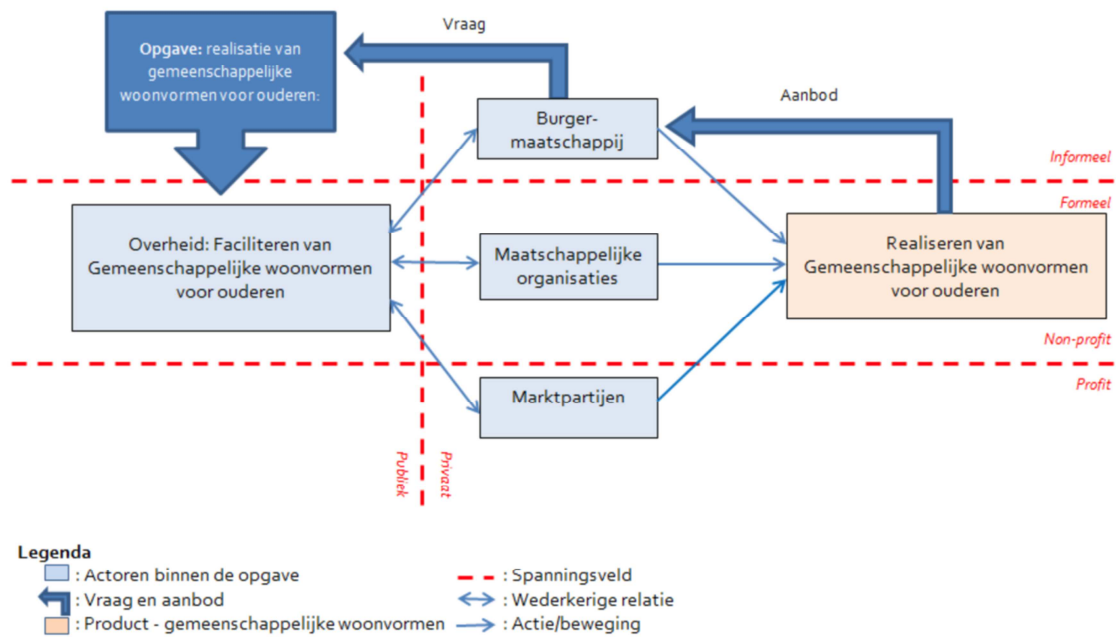 Vraag
Opgave: realisatie van
gemeenschappelijke
woonvormen voor ouderen:
Aanbod
Burger-
maatschappij
Informeel
Formeel
Overheid: Faciliteren van
Gemeenschappelijke woonvormen
voor ouderen
Maatschappelijke
organisaties
Realiseren van
Gemeenschappelijke woonvormen
voor ouderen
Non-profit
Profit
Marktpartijen
Publiek
Privaat
Legenda
: Actoren binnen de opgave
: Vraag en aanbod
: Product - gemeenschappelijke woonvormen
: Spanningsveld
: Wederkerige relatie
: Actie/beweging